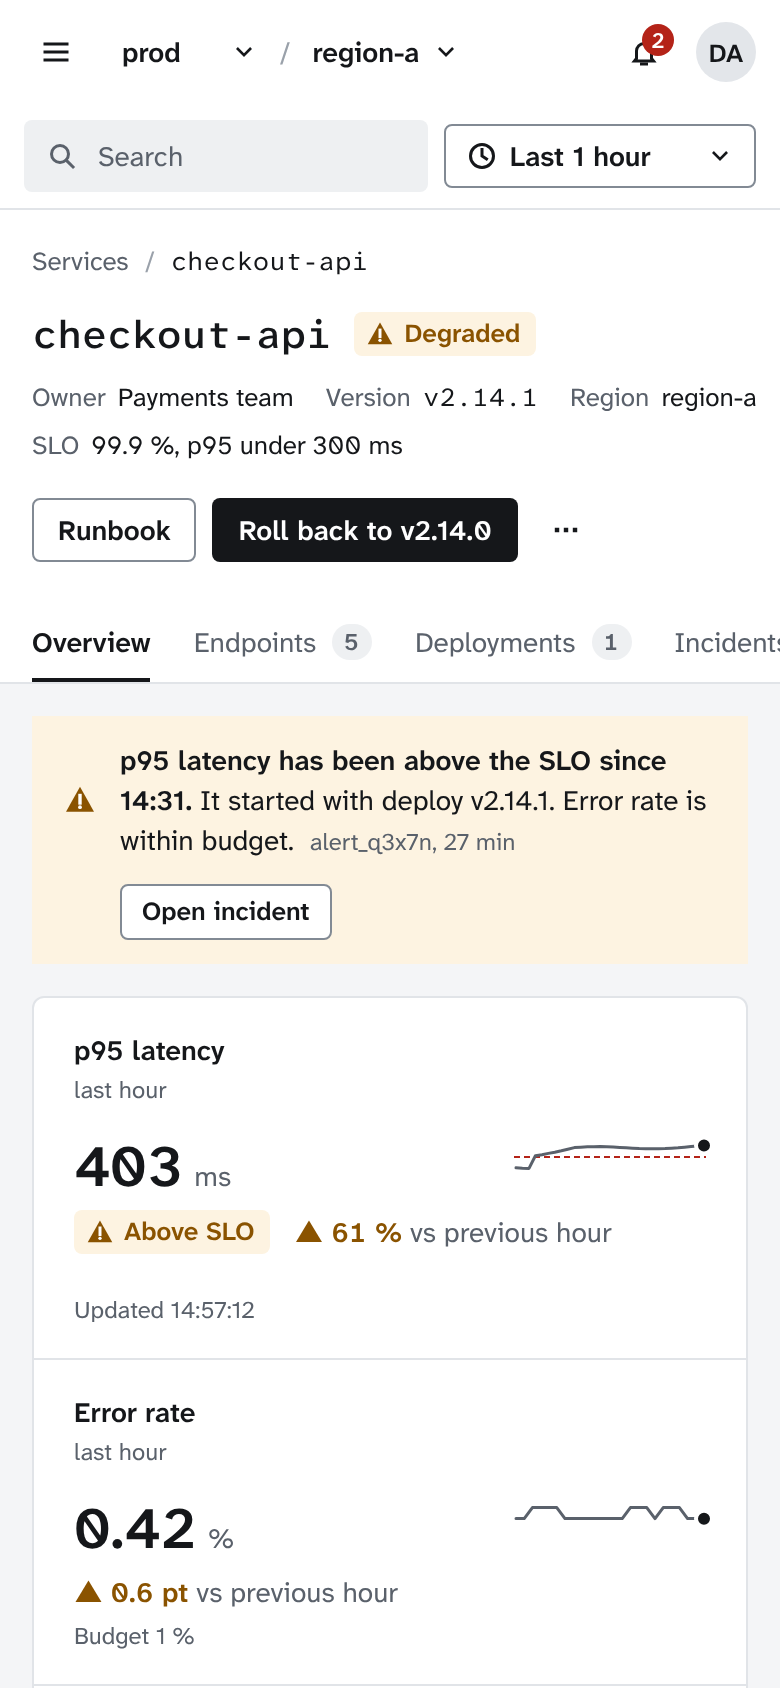 prod / region-a 2 DA
Search Last 1 hour
Services / checkout-api
checkout-api Degraded
Owner Payments team Version v2.14.1 Region region-a
SLO 99.9 %, p95 under 300 ms
Runbook Roll back to v2.14.0 ...
Overview Endpoints 5 Deployments 1 Incidents
p95 latency has been above the SLO since
14:31. It started with deploy v2.14.1. Error rate is
within budget. alert_q3x7n, 27 min
Open incident
p95 latency
last hour
403 ms
Above SLO ▲ 61 % vs previous hour
Updated 14:57:12
Error rate
last hour
0.42 %
▲ 0.6 pt vs previous hour
Budget 1 %